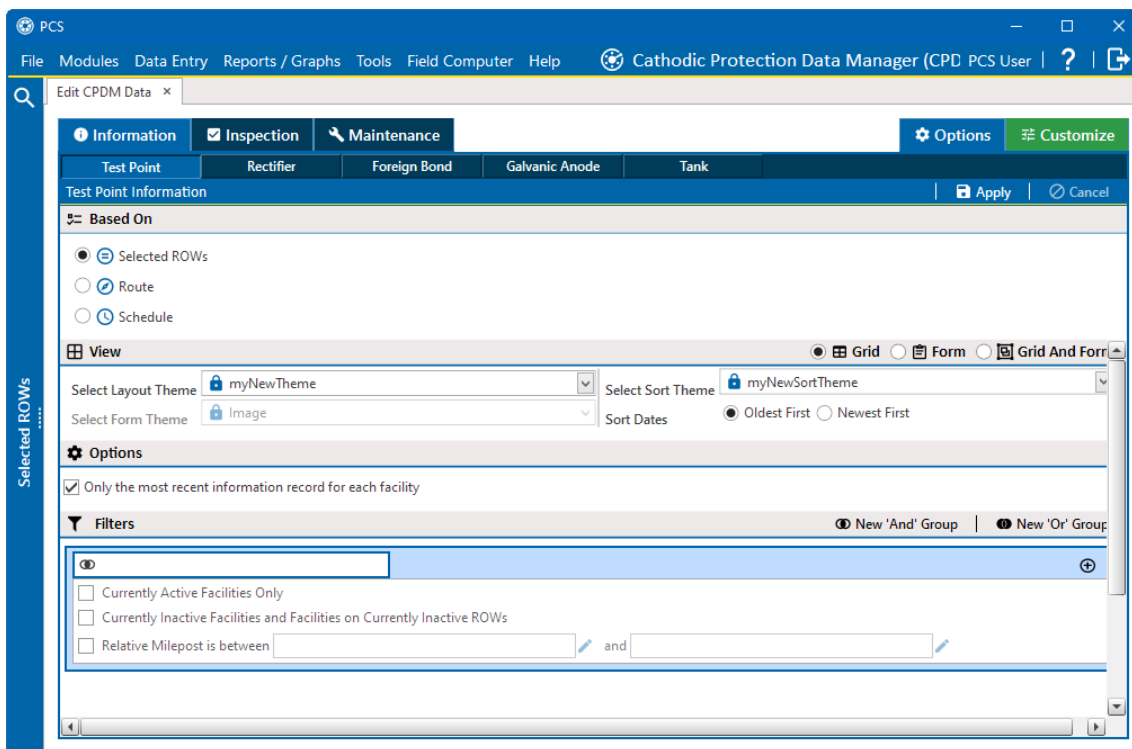 PCS
File Modules Data Entry Reports / Graphs Tools Field Computer Help Cathodic Protection Data Manager (CPD PCS User ?
Edit CPDM Data ×
Information Inspection Maintenance Options Customize
Test Point Rectifier Foreign Bond Galvanic Anode Tank
Test Point Information Apply Cancel
Based On
Selected ROWs
Route
Schedule
View Grid Form Grid And Form
Select Layout Theme myNewTheme Select Sort Theme myNewSortTheme
Select Form Theme Image Sort Dates Oldest First Newest First
Selected ROWs
Options
Only the most recent information record for each facility
Filters New 'And' Group New 'Or' Group
Currently Active Facilities Only
Currently Inactive Facilities and Facilities on Currently Inactive ROWs
Relative Milepost is between and